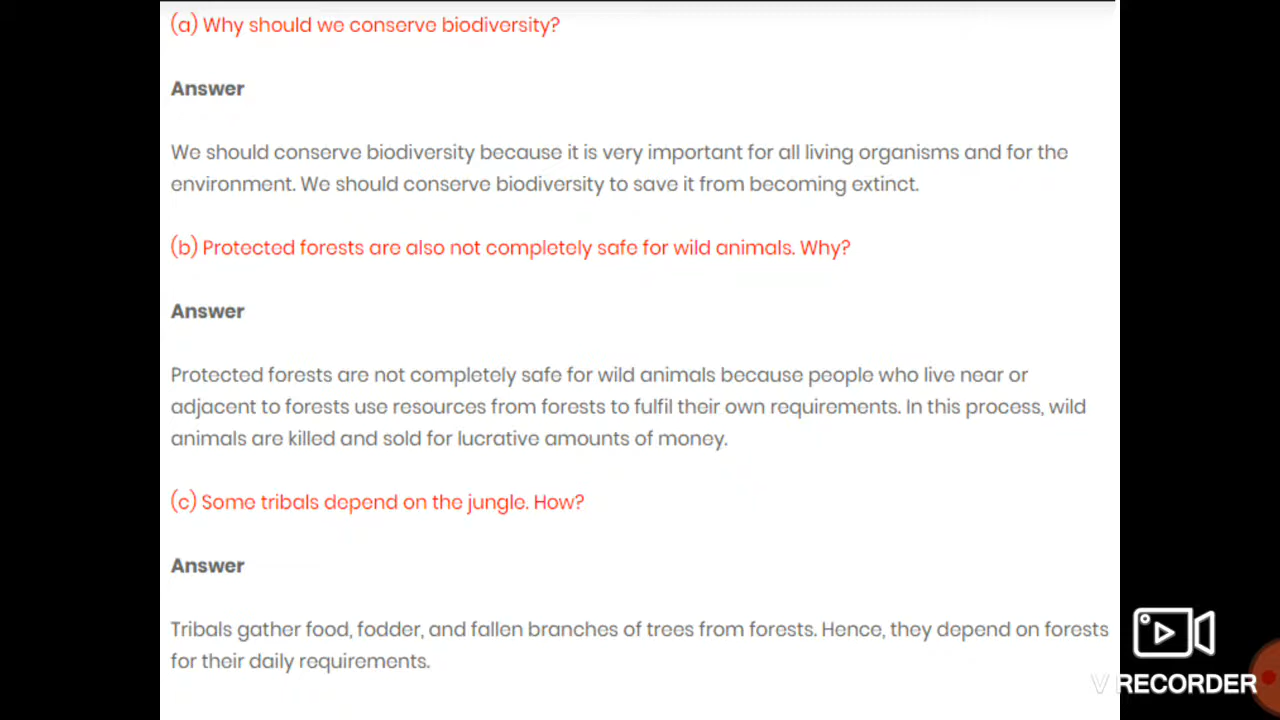 (a) Why should we conserve biodiversity?
Answer
We should conserve biodiversity because it is very important for all living organisms and for the
environment. We should conserve biodiversity to save it from becoming extinct.
(b) Protected forests are also not completely safe for wild animals. Why?
Answer
Protected forests are not completely safe for wild animals because people who live near or
adjacent to forests use resources from forests to fulfil their own requirements. In this process, wild
animals are killed and sold for lucrative amounts of money.
(c) Some tribals depend on the jungle. How?
Answer
Tribals gather food, fodder, and fallen branches of trees from forests. Hence, they depend on forests
for their daily requirements.
V RECORDER